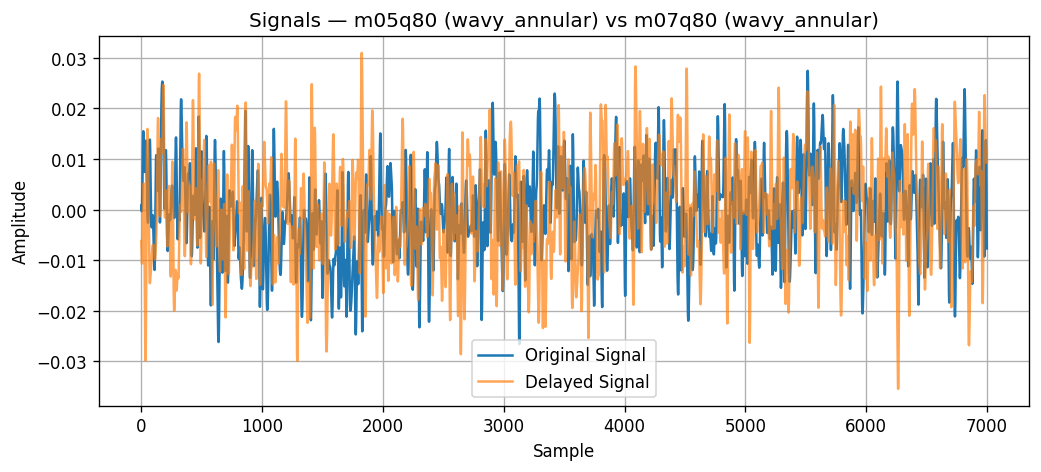 Signals — m05q80 (wavy_annular) vs m07q80 (wavy_annular)
Amplitude
0.03
0.02
0.01
0.00
−0.01
−0.02
−0.03
Original Signal
Delayed Signal
0 1000 2000 3000 4000 5000 6000 7000
Sample